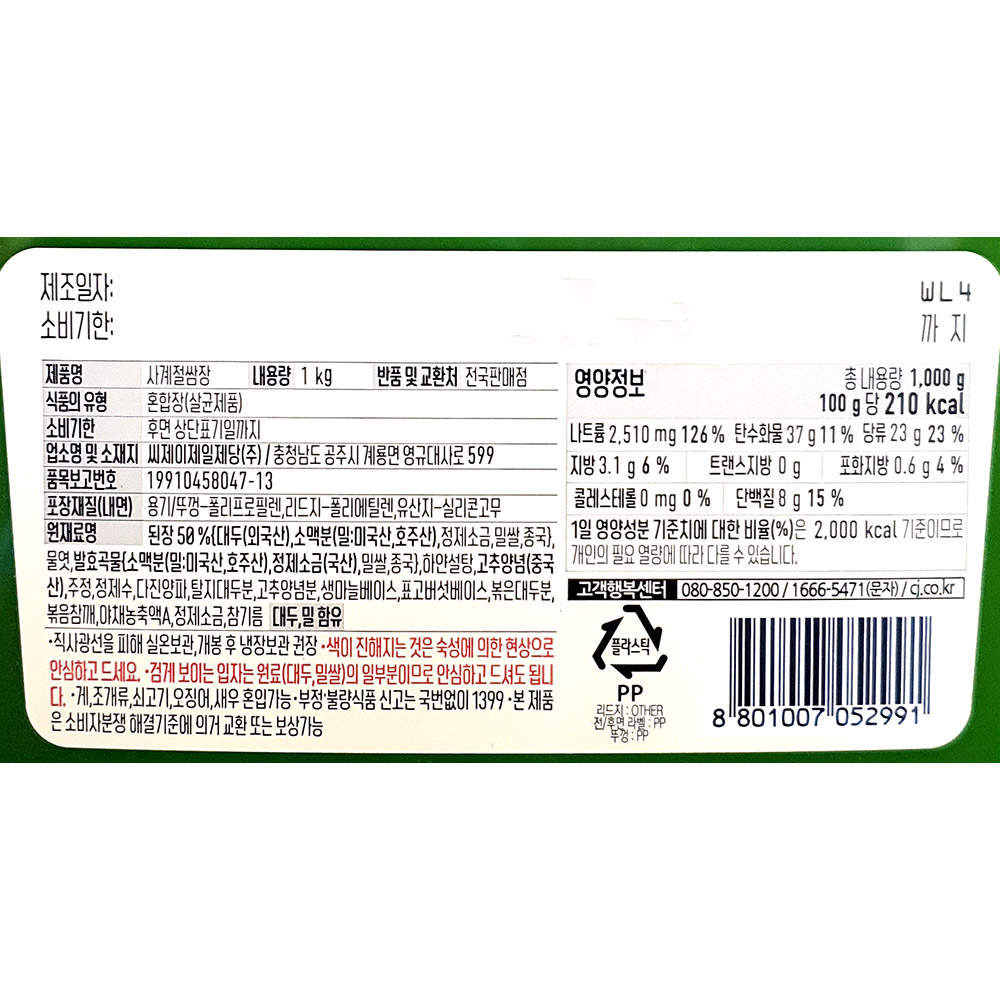 제조일자:
소비기한:
WL4
까 지
제품명 사계절쌈장 내용량 1 kg 반품 및 교환처 전국판매점
식품의 유형 혼합장(살균제품)
소비기한 후면 상단표기일까지
업소명 및 소재지 씨제이제일제당(주) / 충청남도 공주시 계룡면 영규대사로 599
품목보고번호 19910458047-13
포장재질(내면) 용기/뚜껑-폴리프로필렌,리드지-폴리에틸렌,유산지-실리콘고무
원재료명 된장 50 %{대두(외국산),소맥분(밀:미국산,호주산),정제소금,밀쌀,종국},
물엿,발효곡물{소맥분(밀:미국산,호주산),정제소금(국산),밀쌀,종국},하얀설탕,고추양념(중국
산),주정,정제수,다진양파,탈지대두분,고추양념분,생마늘베이스,표고버섯베이스,볶은대두분,
볶음참깨,야채농축액A,정제소금,참기름 대두,밀 함유
·직사광선을 피해 실온보관,개봉 후 냉장보관 권장 ·색이 진해지는 것은 숙성에 의한 현상으로
안심하고 드세요. ·검게 보이는 입자는 원료(대두,밀쌀)의 일부분이므로 안심하고 드셔도 됩니
다. ·게,조개류,쇠고기,오징어,새우 혼입가능 ·부정·불량식품 신고는 국번없이 1399 ·본 제품
은 소비자분쟁 해결기준에 의거 교환 또는 보상가능
영양정보 총 내용량 1,000 g
100 g 당 210 kcal
나트륨 2,510 mg 126 % 탄수화물 37 g 11 % 당류 23 g 23 %
지방 3.1 g 6 % 트랜스지방 0 g 포화지방 0.6 g 4 %
콜레스테롤 0 mg 0 % 단백질 8 g 15 %
1일 영양성분 기준치에 대한 비율(%)은 2,000 kcal 기준이므로
개인의 필요 열량에 따라 다를 수 있습니다.
고객행복센터 080-850-1200 / 1666-5471(문자) / cj.co.kr
플라스틱
PP
리드지 : OTHER
전/후면 라벨 : PP
뚜껑 : PP
8 801007 052991